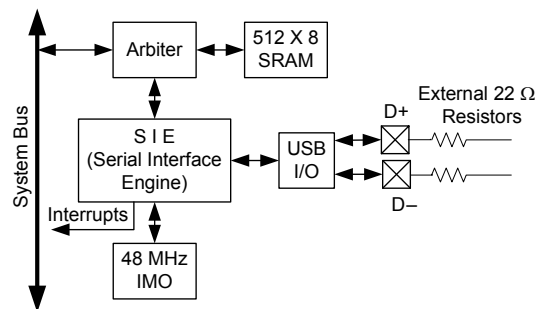 System Bus
Arbiter
512 X 8
SRAM
S I E
(Serial Interface
Engine)
Interrupts
48 MHz
IMO
USB
I/O
D+
D–
External 22 Ω
Resistors